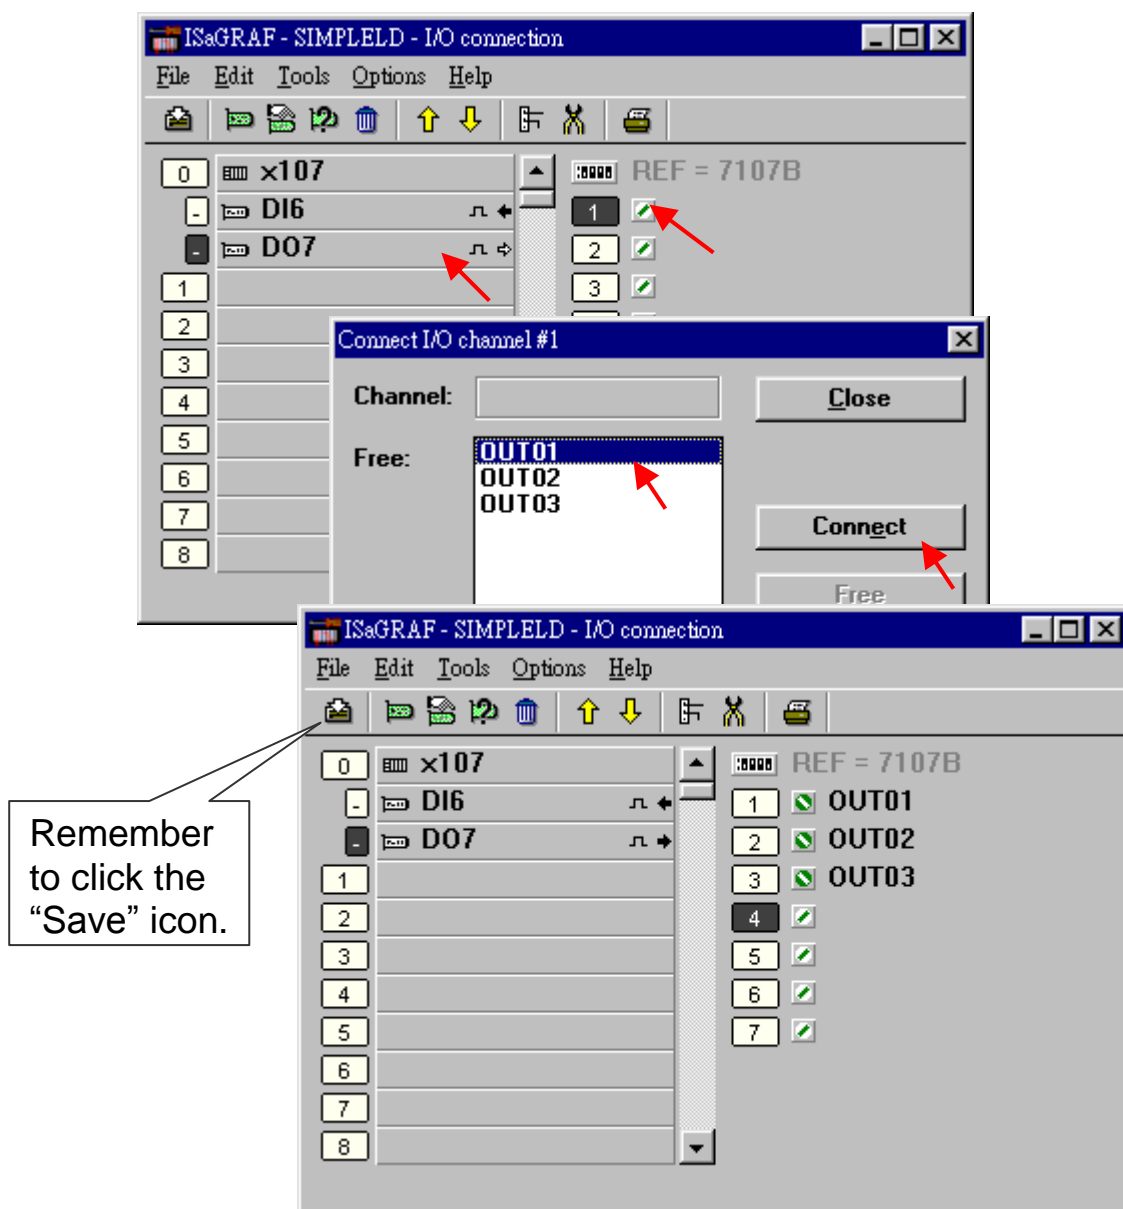 ISaGRAF - SIMPLELD - I/O connection
File Edit Tools Options Help
0 x107 REF = 7107B
- DI6 1
- DO7 2
1 3
2
3
4
5
6
7
8
Connect I/O channel #1
Channel: Close
Free: OUT01
OUT02
OUT03
Connect
Free
ISaGRAF - SIMPLELD - I/O connection
File Edit Tools Options Help
0 x107 REF = 7107B
- DI6 1 OUT01
- DO7 2 OUT02
1 3 OUT03
2 4
3 5
4 6
5 7
6
7
8
Remember
to click the
“Save” icon.